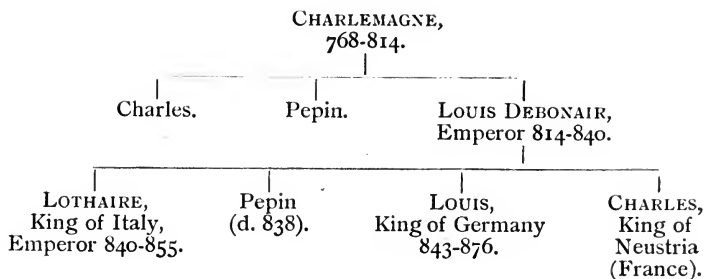 CHARLEMAGNE,
768-814.
Charles. Pepin. LOUIS DEBONAIR,
Emperor 814-840.
LOTHAIRE, Pepin LOUIS, CHARLES,
King of Italy, (d. 838). King of Germany King of
Emperor 840-855. 843-876. Neustria
(France).